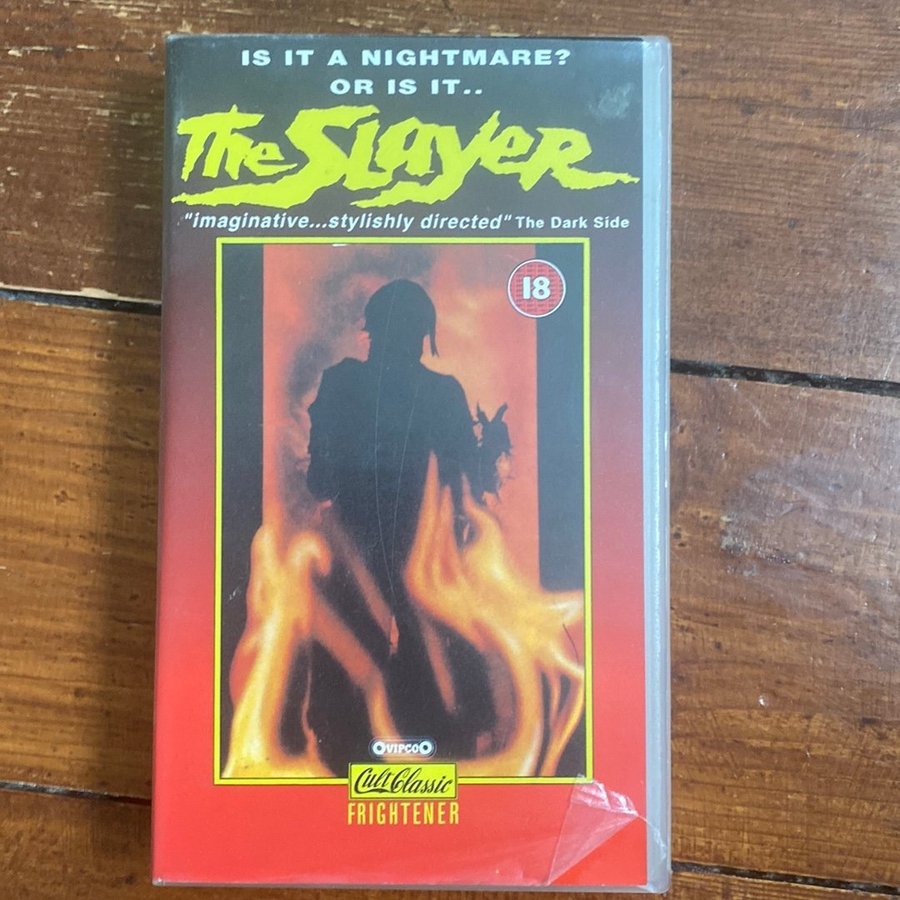 IS IT A NIGHTMARE?
OR IS IT..
The Slayer
"imaginative...stylishly directed" The Dark Side
18
VIPCO
Cult Classic
FRIGHTENER